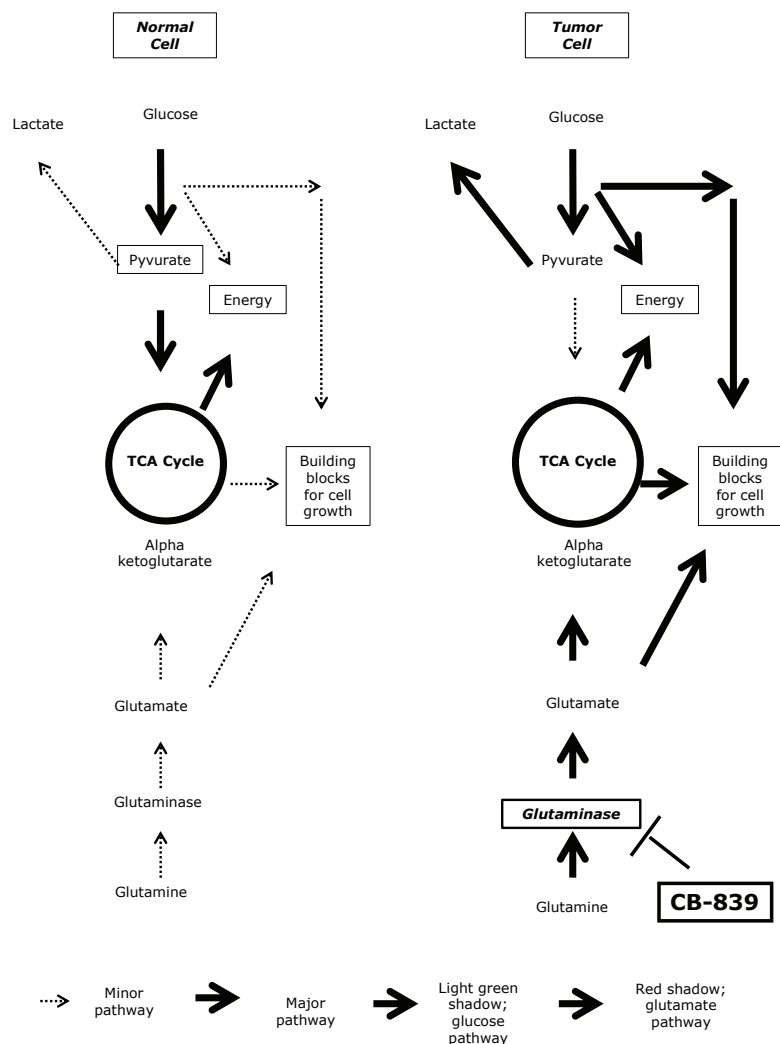 Normal
Cell
Tumor
Cell
Lactate
Glucose
Lactate
Glucose
Pyvurate
Pyvurate
Energy
Energy
TCA Cycle
Building
blocks
for cell
growth
TCA Cycle
Building
blocks
for cell
growth
Alpha
ketoglutarate
Alpha
ketoglutarate
Glutamate
Glutamate
Glutaminase
Glutaminase
Glutamine
Glutamine
CB-839
Minor
pathway
Major
pathway
Light green
shadow;
glucose
pathway
Red shadow;
glutamate
pathway